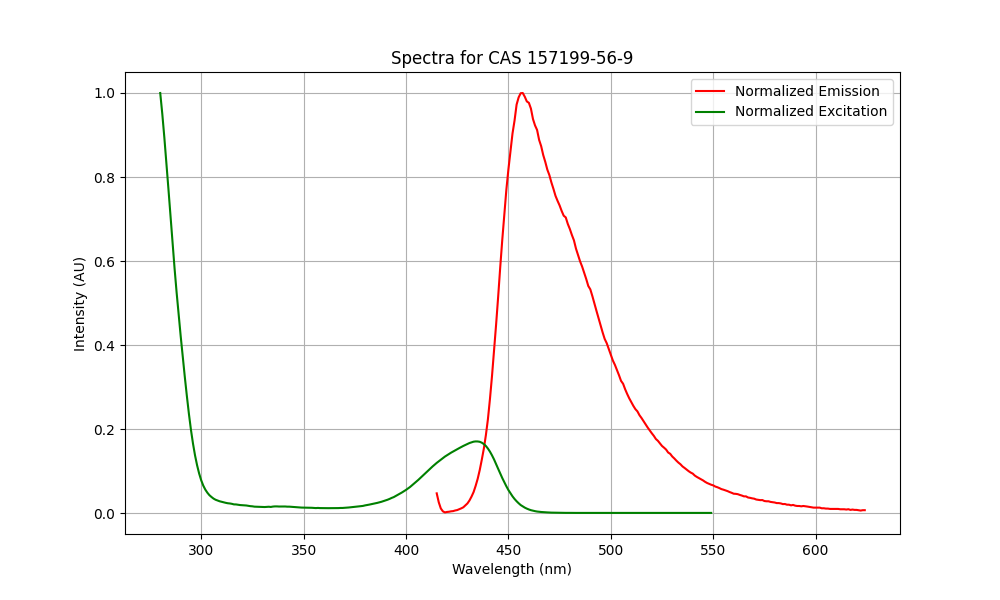 Spectra for CAS 157199-56-9
Normalized Emission
Normalized Excitation
1.0
0.8
0.6
0.4
0.2
0.0
Intensity (AU)
300
350
400
450
500
550
600
Wavelength (nm)